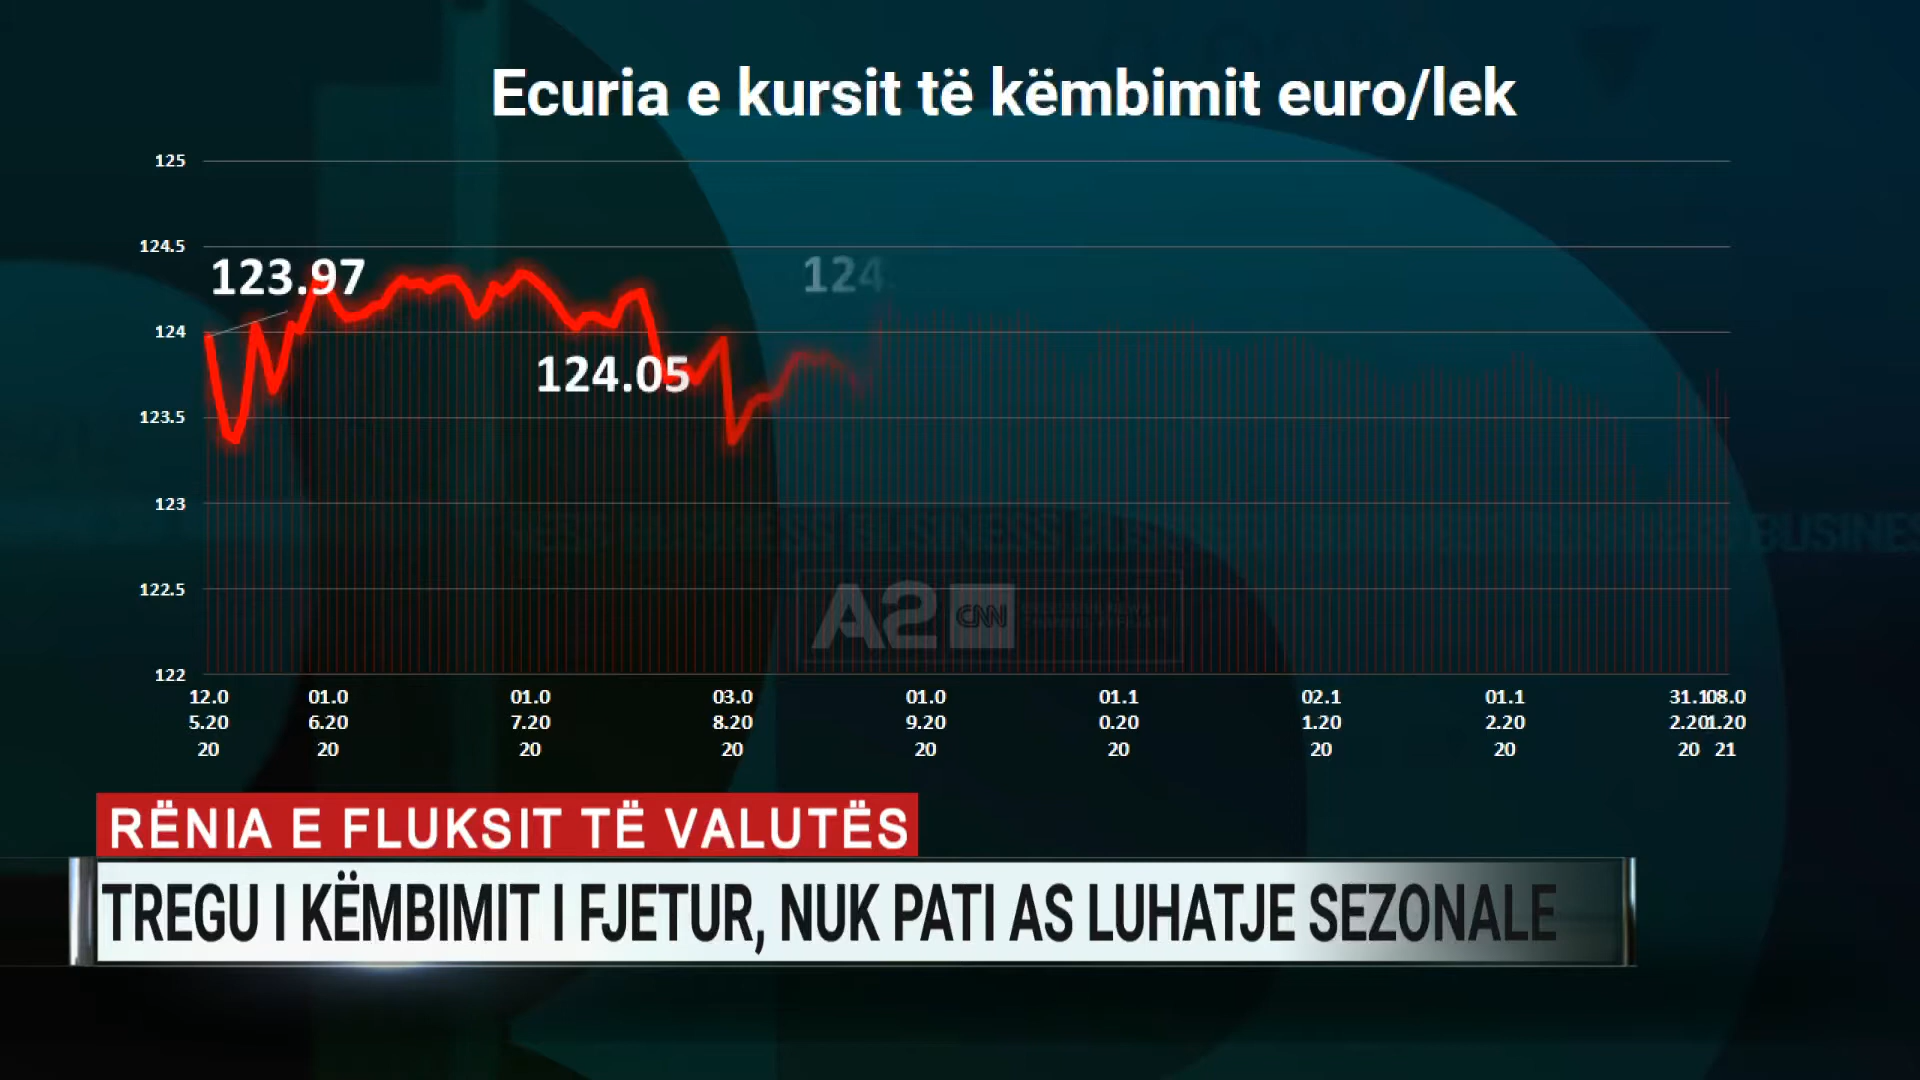 Ecuria e kursit të këmbimit euro/lek
125
124.5
123.97
124
124
124.05
123.5
123
BUSINESS
122.5
A2 CNN
122
12.0 01.0 01.0 03.0 01.0 01.1 02.1 01.1 31.1 08.0
5.20 6.20 7.20 8.20 9.20 0.20 1.20 2.20 2.20 1.20
20 20 20 20 20 20 20 20 20 21
RËNIA E FLUKSIT TË VALUTËS
TREGU I KËMBIMIT I FJETUR, NUK PATI AS LUHATJE SEZONALE